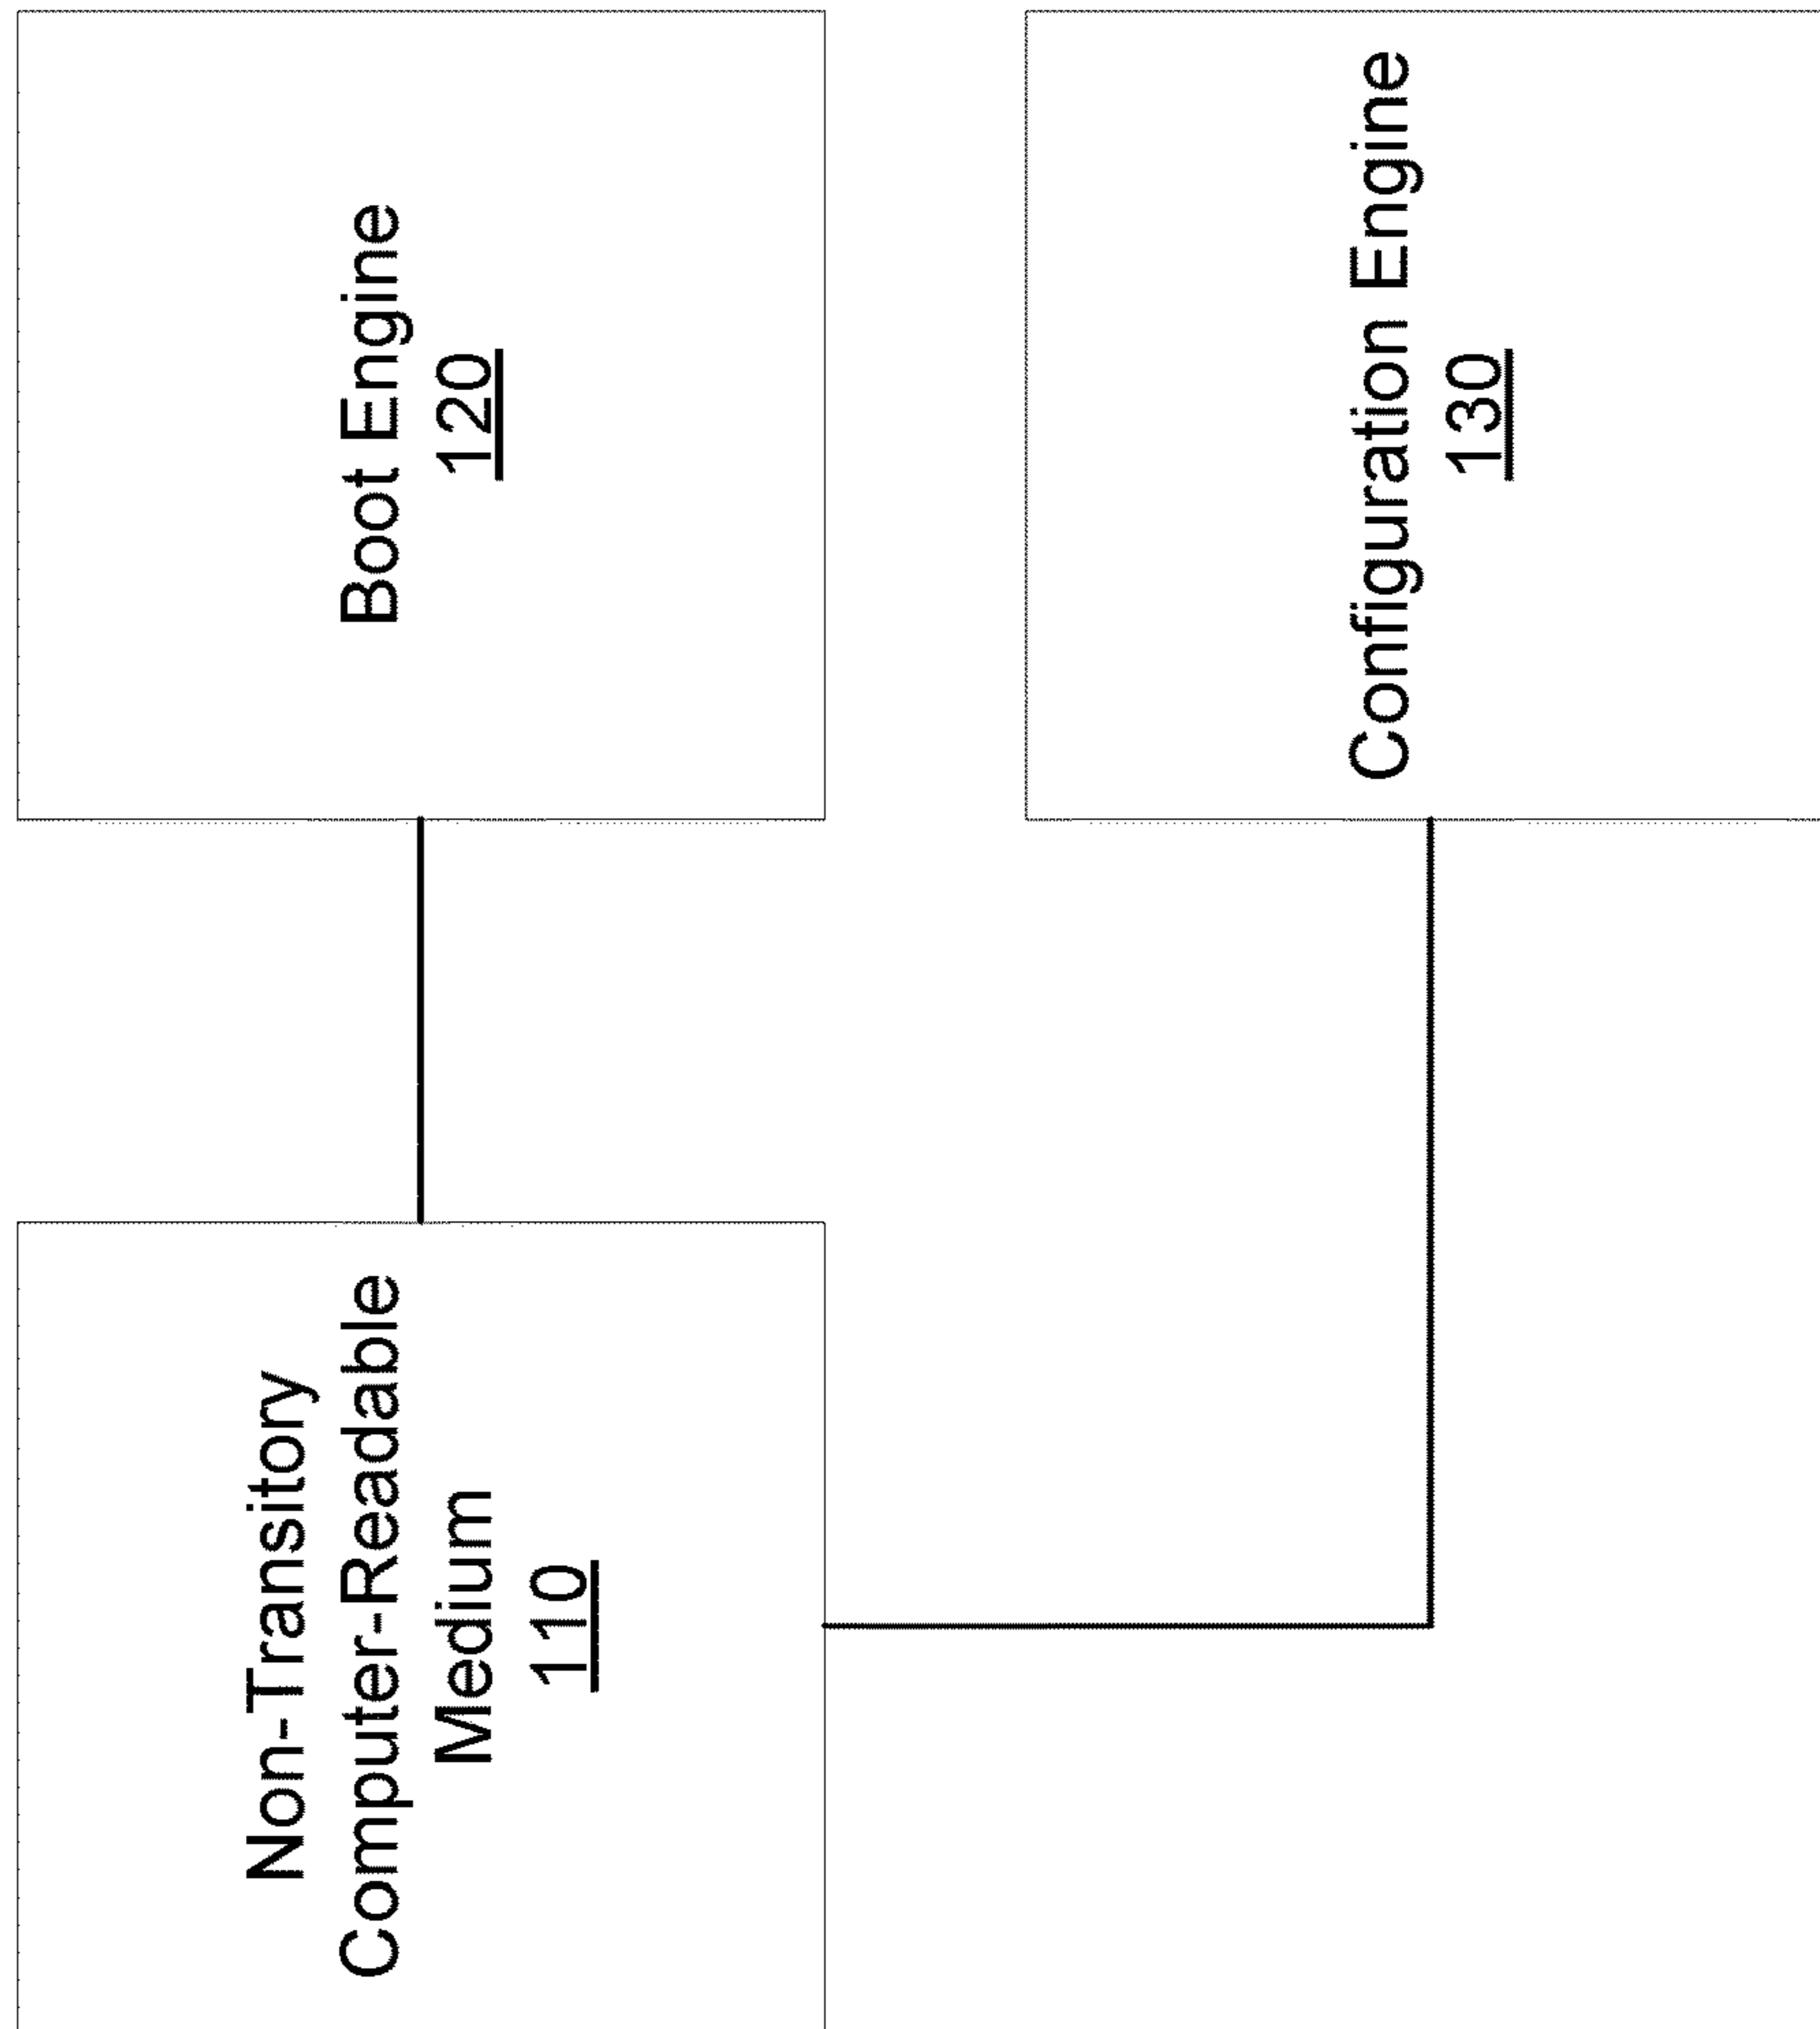 Non-Transitory
Computer-Readable
Medium
110
Boot Engine
120
Configuration Engine
130